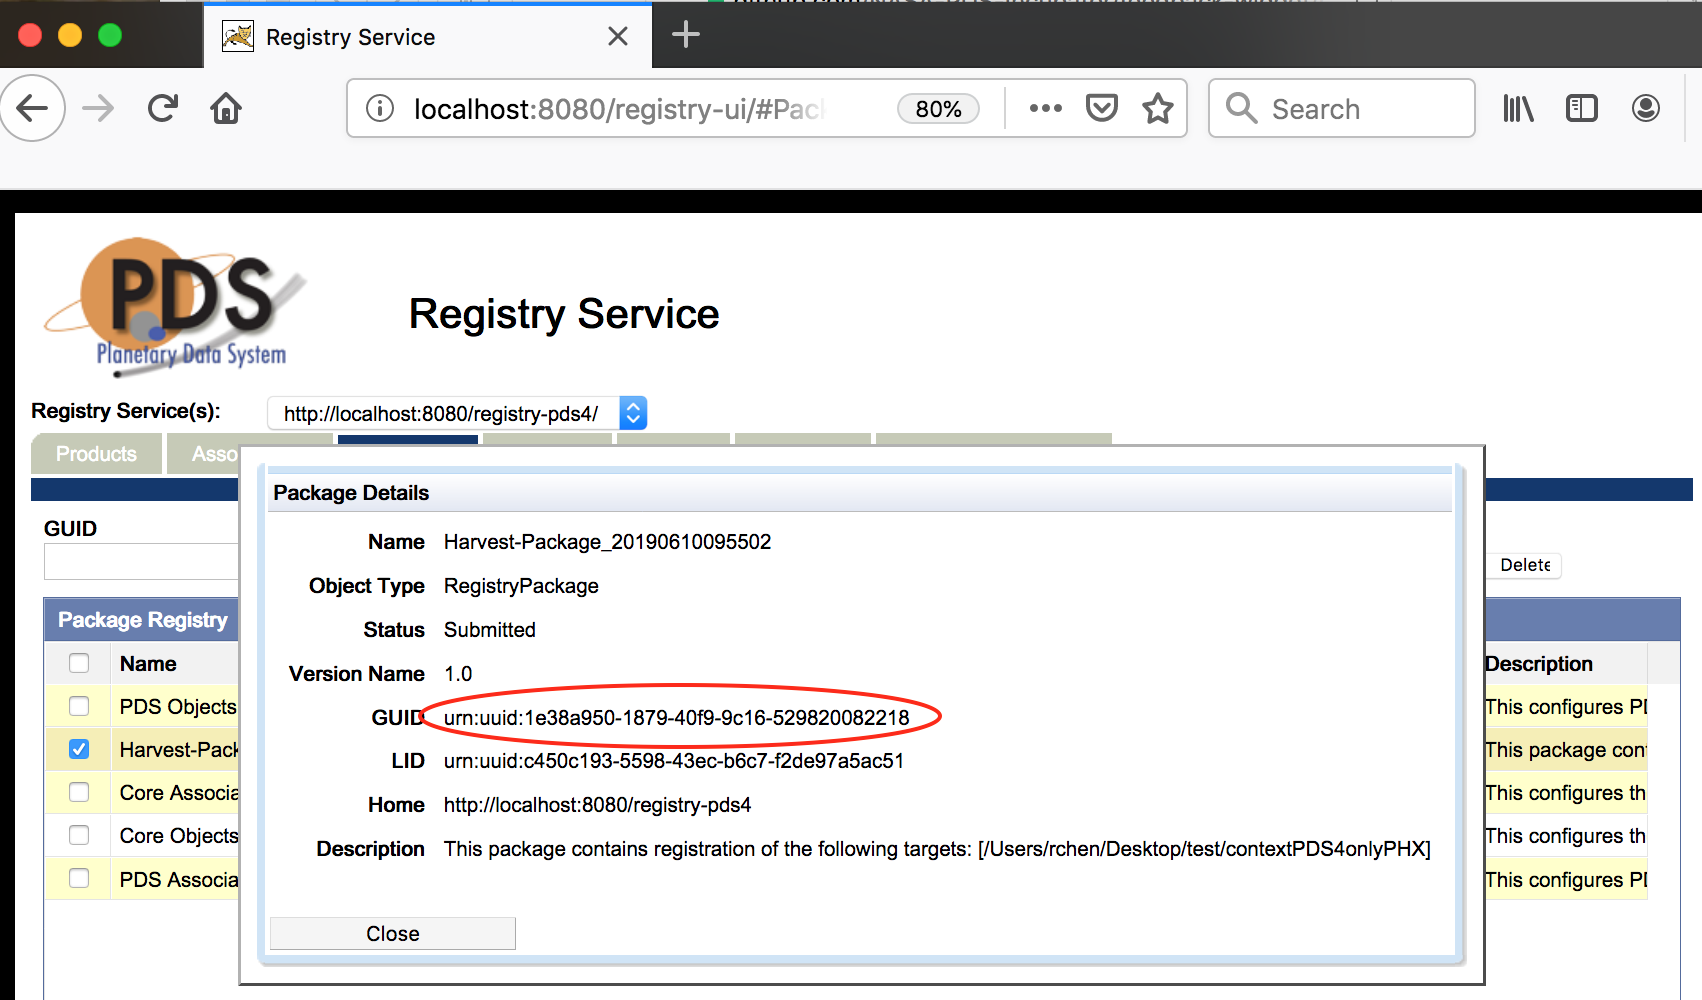 Registry Service
localhost:8080/registry-ui/#Pack
80%
Search
PDS
Planetary Data System
Registry Service
Registry Service(s):
http://localhost:8080/registry-pds4/
Products
Asso
Package Details
Name Harvest-Package_20190610095502
Object Type RegistryPackage
Status Submitted
Version Name 1.0
GUID urn:uuid:1e38a950-1879-40f9-9c16-529820082218
LID urn:uuid:c450c193-5598-43ec-b6c7-f2de97a5ac51
Home http://localhost:8080/registry-pds4
Description This package contains registration of the following targets: [/Users/rchen/Desktop/test/contextPDS4onlyPHX]
Close
GUID
Delete
Package Registry
Name Description
PDS Objects This configures PD
Harvest-Pack This package con
Core Associa This configures th
Core Objects This configures th
PDS Associa This configures PD